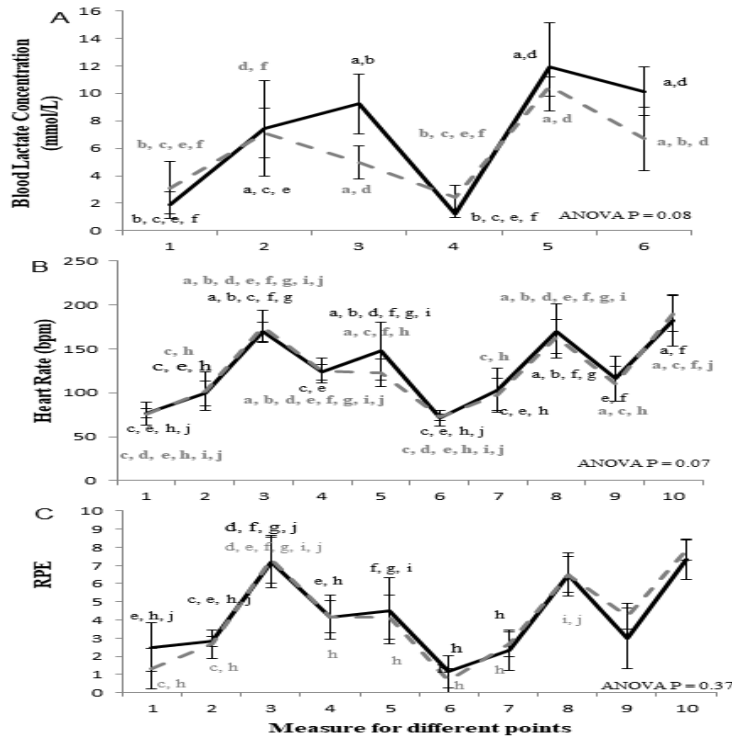 A
Blood Lactate Concentration
(mmol/L)
16
14
12
10
8
6
4
2
0
b, c, e, f
b, c, e, f
d, f
a, c, e
a,b
a,d
b, c, e, f
b, c, e, f
a,d
a, d
a,d
a, b, d
ANOVA P = 0.08
1 2 3 4 5 6
B
Heart Rate (bpm)
250
200
150
100
50
0
c, e, h, j
c, d, e, h, i, j
c, h
c, e, h
a, b, d, e, f, g, i, j
a, b, c, f, g
c, e
a, b, d, e, f, g, i, j
a, b, d, f, g, i
a, c, f, h
c, e, h, j
c, d, e, h, i, j
c, h
c, e, h
a, b, d, e, f, g, i
a, b, f, g
e, f
a, c, h
a, f
a, c, f, j
ANOVA P = 0.07
1 2 3 4 5 6 7 8 9 10
C
RPE
10
9
8
7
6
5
4
3
2
1
0
e, h, j
c, h
c, e, h, j
c, h
d, f, g, j
d, e, f, g, i, j
e, h
h
f, g, i
h
h
h
h
h
i, j
ANOVA P = 0.37
1 2 3 4 5 6 7 8 9 10
Measure for different points